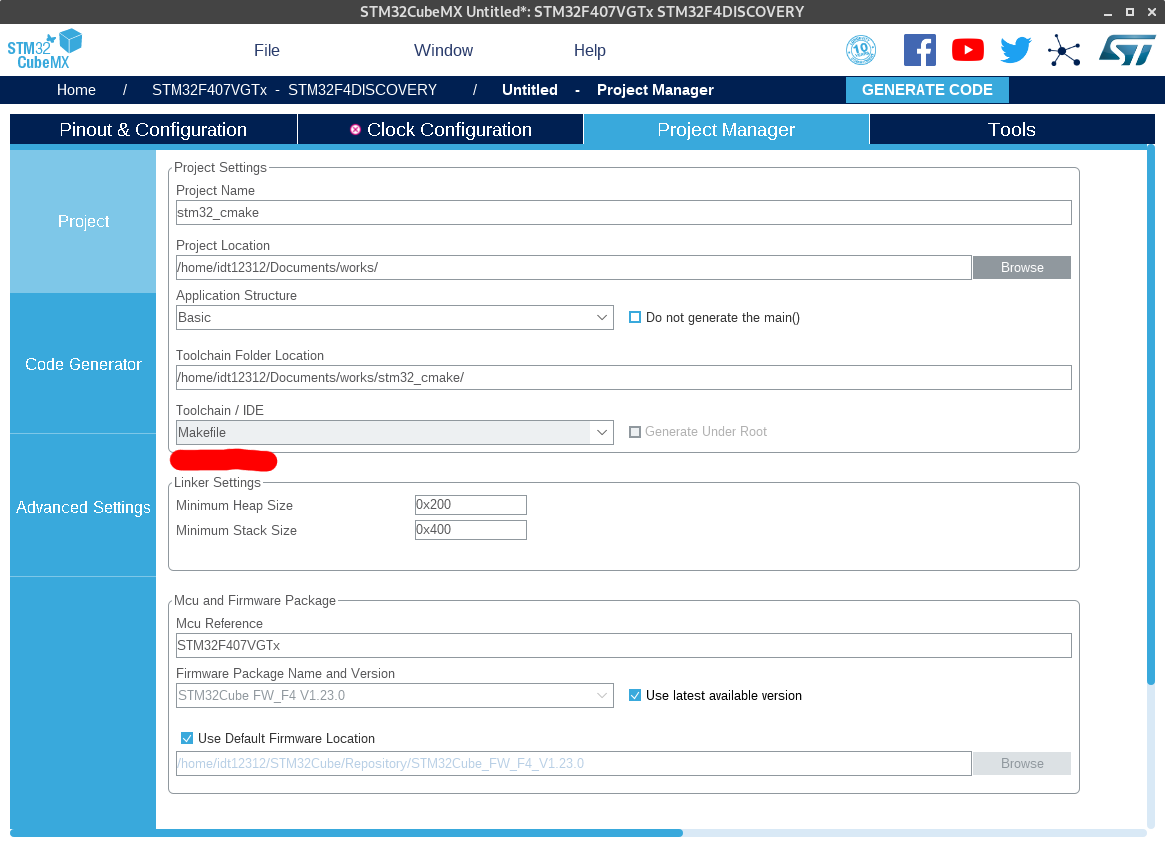 STM32CubeMX Untitled*: STM32F407VGTx STM32F4DISCOVERY
STM32 CubeMX
File Window Help
10 YEARS
ST
Home / STM32F407VGTx - STM32F4DISCOVERY / Untitled - Project Manager GENERATE CODE
Pinout & Configuration Clock Configuration Project Manager Tools
Project
Code Generator
Advanced Settings
Project Settings
Project Name
stm32_cmake
Project Location
/home/idt12312/Documents/works/ Browse
Application Structure
Basic Do not generate the main()
Toolchain Folder Location
/home/idt12312/Documents/works/stm32_cmake/
Toolchain / IDE
Makefile Generate Under Root
Linker Settings
Minimum Heap Size 0x200
Minimum Stack Size 0x400
Mcu and Firmware Package
Mcu Reference
STM32F407VGTx
Firmware Package Name and Version
STM32Cube FW_F4 V1.23.0 Use latest available version
Use Default Firmware Location
/home/idt12312/STM32Cube/Repository/STM32Cube_FW_F4_V1.23.0 Browse